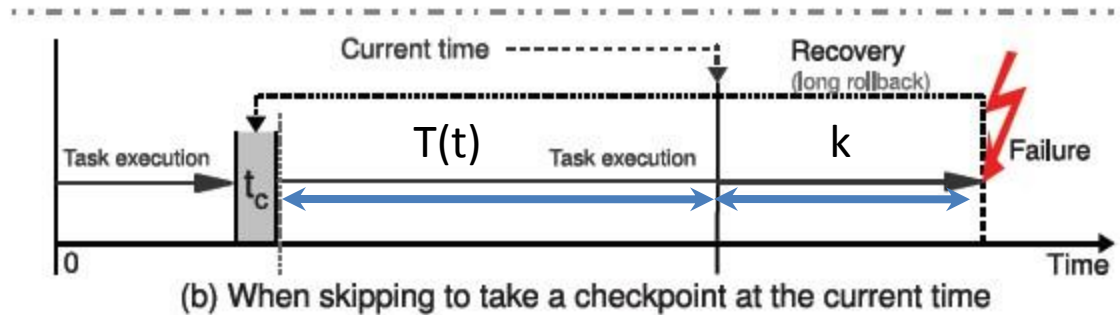 Current time
Recovery
(long rollback)
T(t)
k
Task execution
Task execution
Failure
tc
0
Time
(b) When skipping to take a checkpoint at the current time